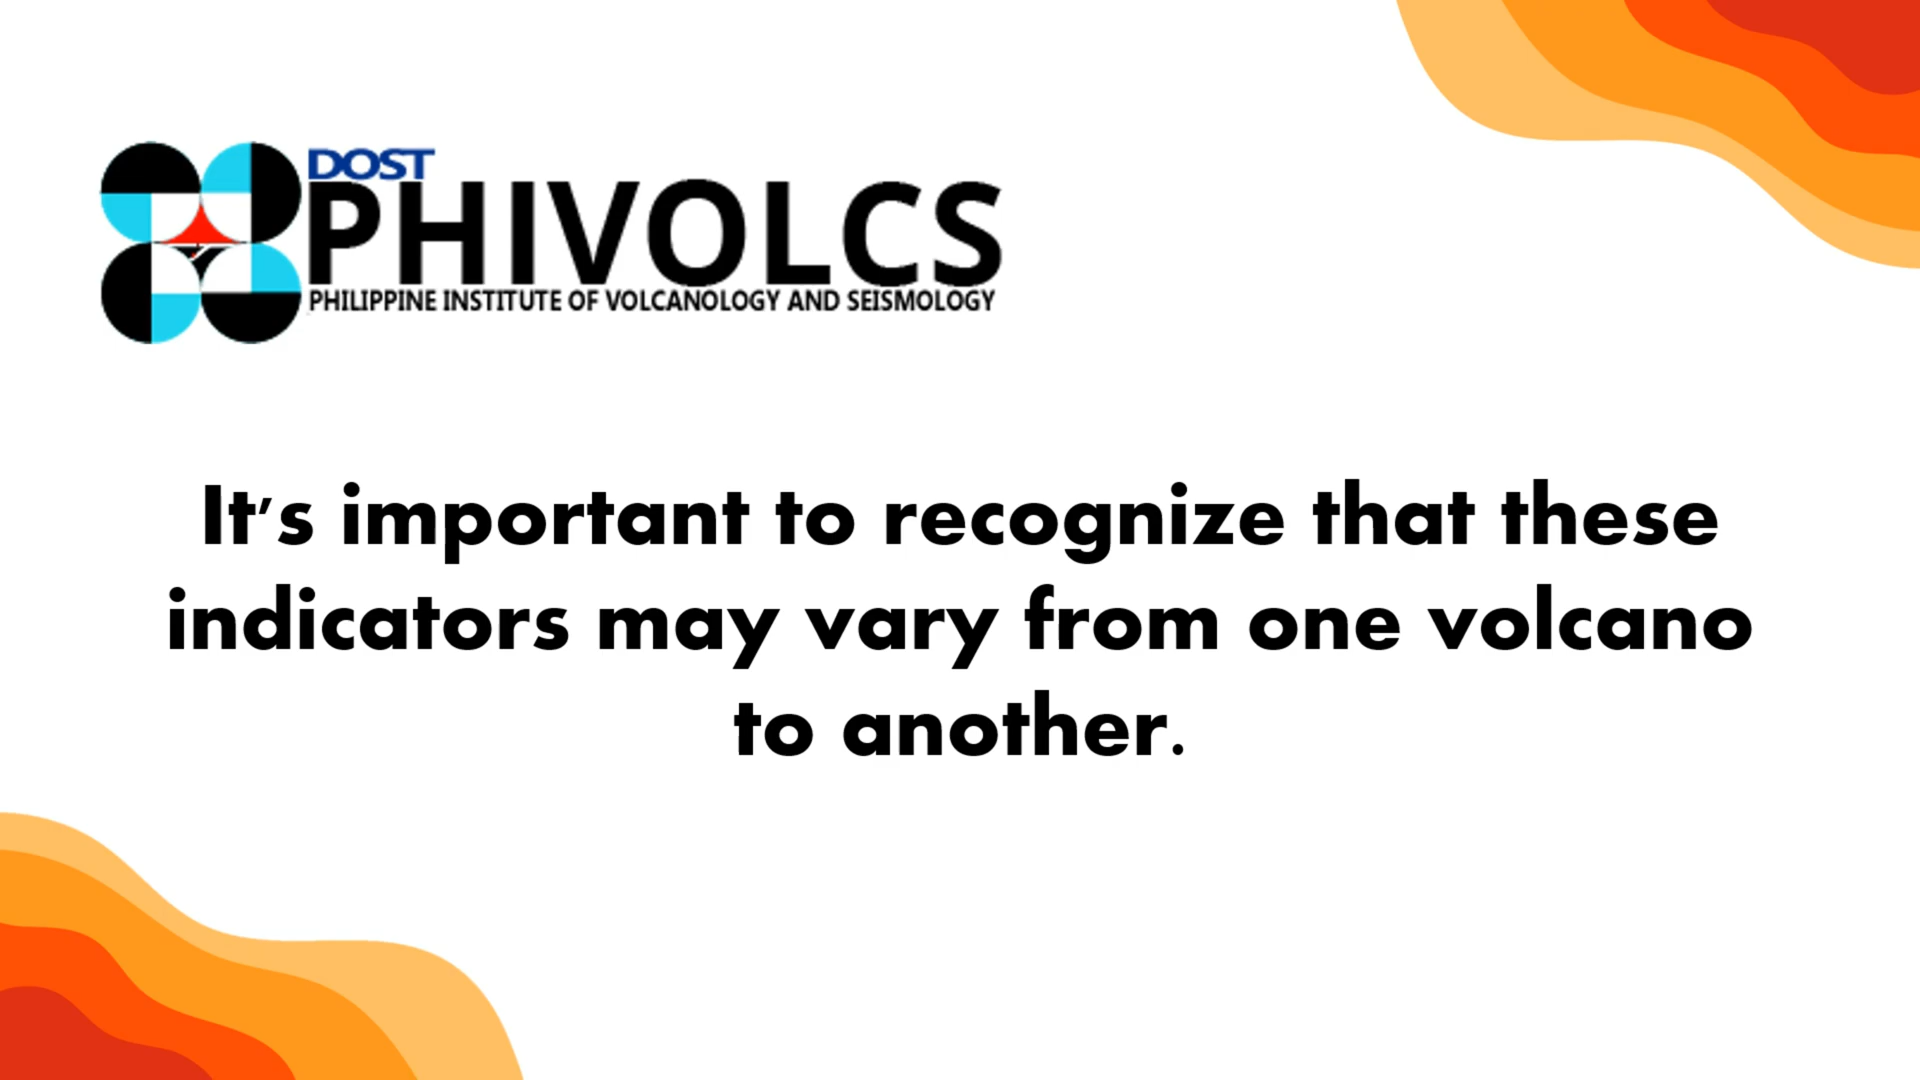 DOST
PHIVOLCS
PHILIPPINE INSTITUTE OF VOLCANOLOGY AND SEISMOLOGY
It's important to recognize that these
indicators may vary from one volcano
to another.